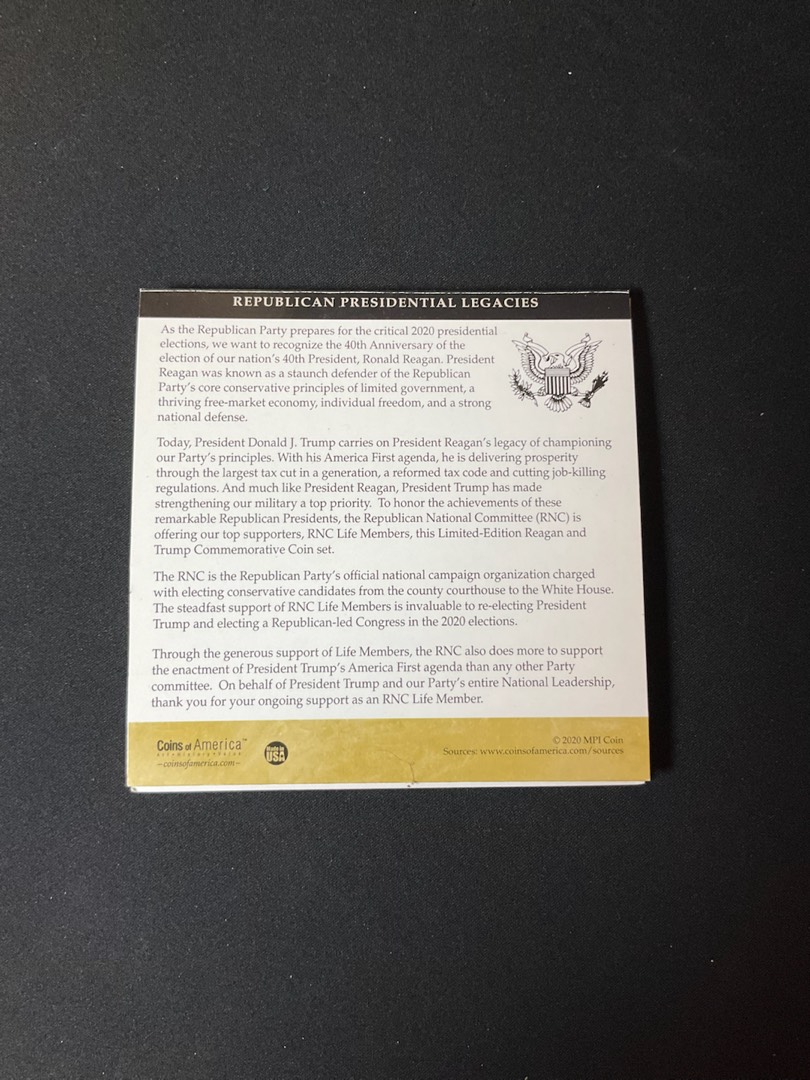 REPUBLICAN PRESIDENTIAL LEGACIES
As the Republican Party prepares for the critical 2020 presidential
elections, we want to recognize the 40th Anniversary of the
election of our nation's 40th President, Ronald Reagan. President
Reagan was known as a staunch defender of the Republican
Party's core conservative principles of limited government, a
thriving free-market economy, individual freedom, and a strong
national defense.
Today, President Donald J. Trump carries on President Reagan's legacy of championing
our Party's principles. With his America First agenda, he is delivering prosperity
through the largest tax cut in a generation, a reformed tax code and cutting job-killing
regulations. And much like President Reagan, President Trump has made
strengthening our military a top priority. To honor the achievements of these
remarkable Republican Presidents, the Republican National Committee (RNC) is
offering our top supporters, RNC Life Members, this Limited-Edition Reagan and
Trump Commemorative Coin set.
The RNC is the Republican Party's official national campaign organization charged
with electing conservative candidates from the county courthouse to the White House.
The steadfast support of RNC Life Members is invaluable to re-electing President
Trump and electing a Republican-led Congress in the 2020 elections.
Through the generous support of Life Members, the RNC also does more to support
the enactment of President Trump's America First agenda than any other Party
committee. On behalf of President Trump and our Party's entire National Leadership,
thank you for your ongoing support as an RNC Life Member.
Coins of America™
~coinsofamerica.com~
Made in
USA
© 2020 MPI Coin
Sources: www.coinsofamerica.com/sources